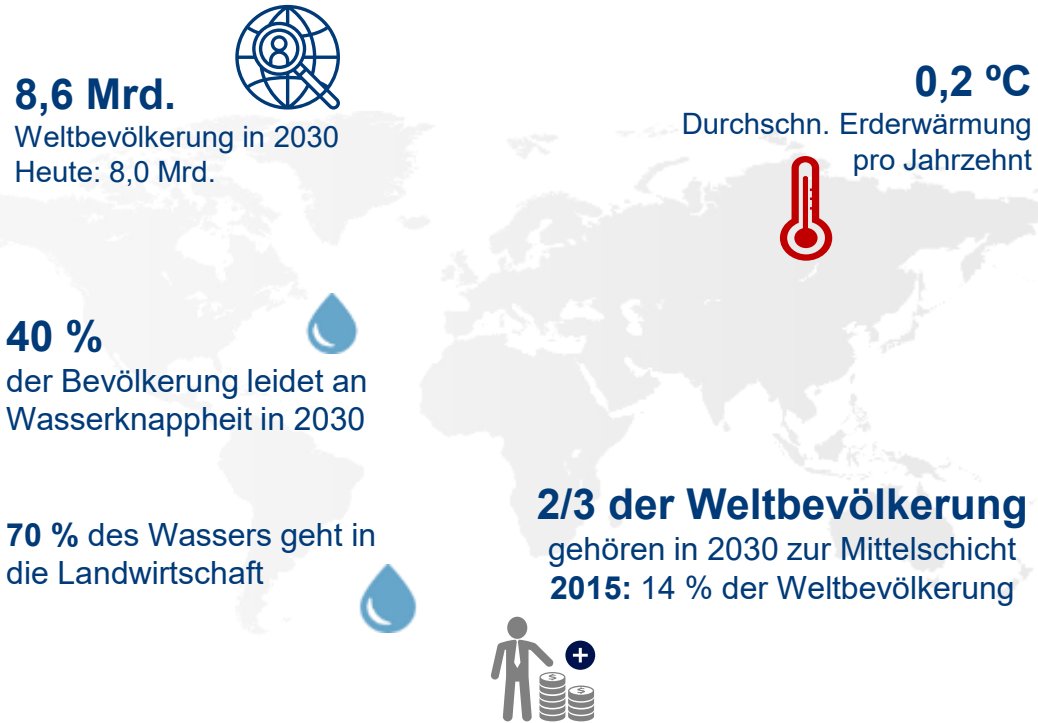 8,6 Mrd.
Weltbevölkerung in 2030
Heute: 8,0 Mrd.
0,2 ºC
Durchschn. Erderwärmung
pro Jahrzehnt
40 %
der Bevölkerung leidet an
Wasserknappheit in 2030
70 % des Wassers geht in
die Landwirtschaft
2/3 der Weltbevölkerung
gehören in 2030 zur Mittelschicht
2015: 14 % der Weltbevölkerung